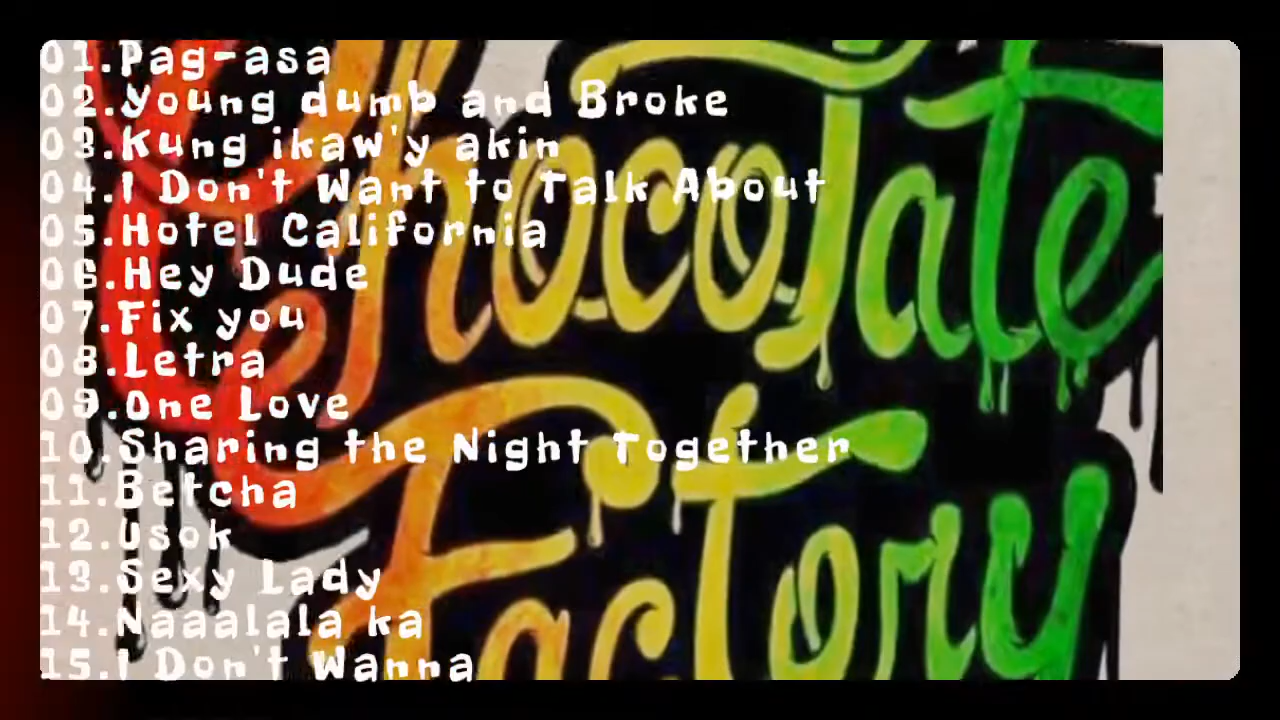 01.Pag-asa
02.Young dumb and Broke
03.Kung ikaw'y akin
04.I Don't Want to Talk About
05.Hotel California
06.Hey Dude
07.Fix you
08.Letra
09.One Love
10.Sharing the Night Together
11.Betcha
12.Usok
13.Sexy Lady
14.Naaalala ka
15.I Don't Wanna
Chocolate
Factory